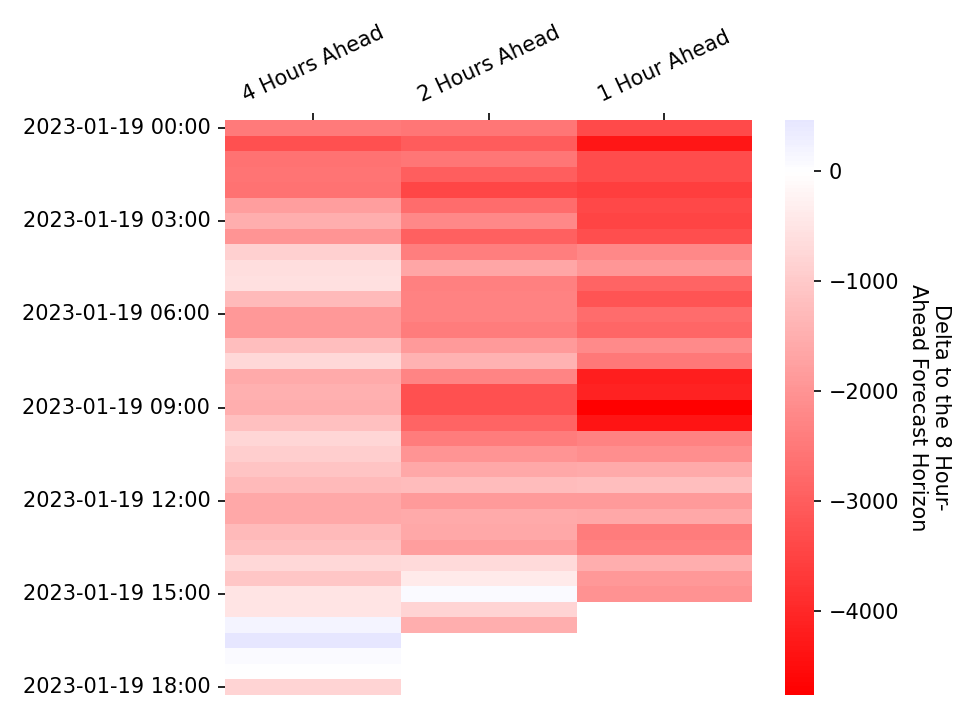 4 Hours Ahead
2 Hours Ahead
1 Hour Ahead
2023-01-19 00:00
2023-01-19 03:00
2023-01-19 06:00
2023-01-19 09:00
2023-01-19 12:00
2023-01-19 15:00
2023-01-19 18:00
0
−1000
−2000
−3000
−4000
Delta to the 8 Hour-
Ahead Forecast Horizon